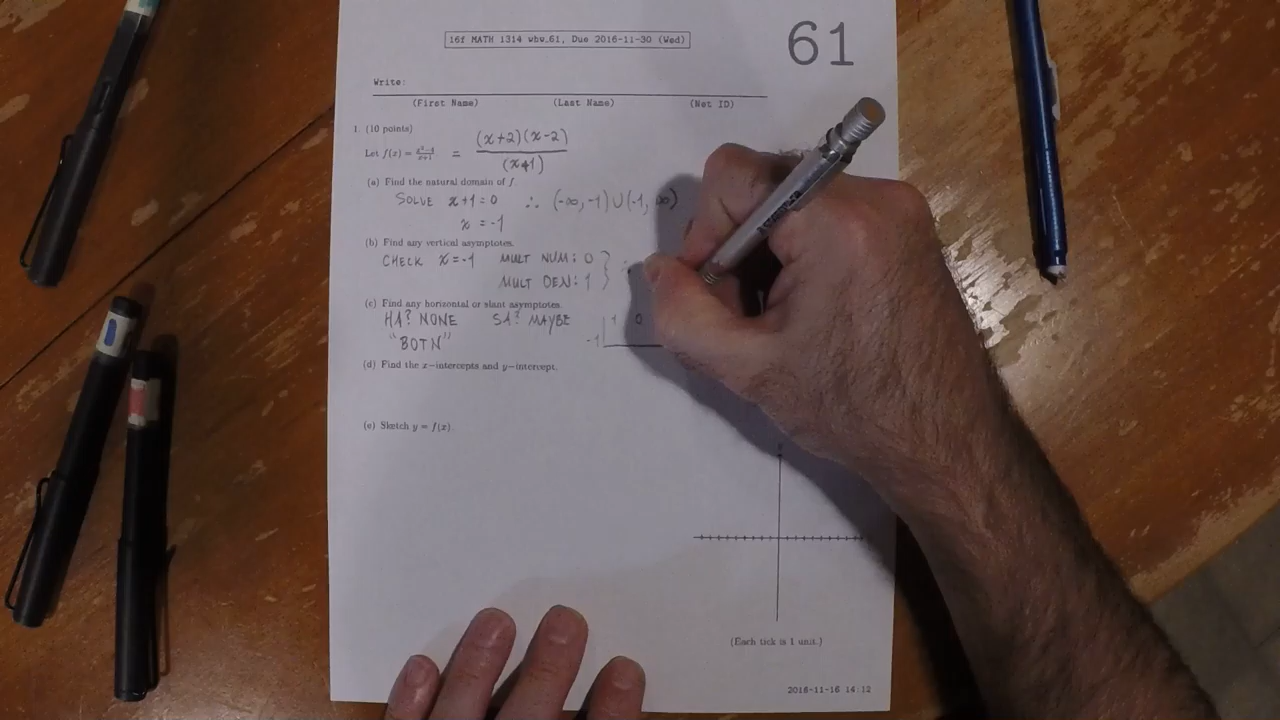 16f MATH 1314 wbw.61, Due 2016-11-30 (Wed)
61
Write:
(First Name) (Last Name) (Net ID)
1. (10 points)
Let f(x) = x²−4/x+1 = (x+2)(x-2)/(x+1)
(a) Find the natural domain of f.
SOLVE x+1=0 ∴ (-∞,-1)∪(-1,∞)
x = -1
(b) Find any vertical asymptotes.
CHECK x=-1 MULT NUM: 0
MULT DEN: 1
(c) Find any horizontal or slant asymptotes.
HA? NONE SA? MAYBE 1 0
"BOTN" -1
(d) Find the x−intercepts and y−intercept.
(e) Sketch y = f(x).
(Each tick is 1 unit.)
2016-11-16 14:12